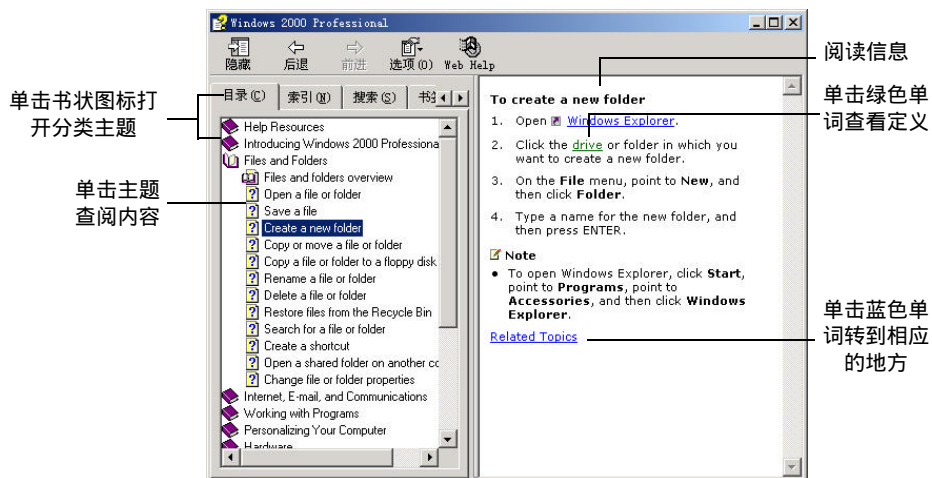 Windows 2000 Professional
隐藏 后退 前进 选项(O) Web Help
目录(C) 索引(N) 搜索(S)
Help Resources
Introducing Windows 2000 Professiona
Files and Folders
Files and folders overview
Open a file or folder
Save a file
Create a new folder
Copy or move a file or folder
Copy a file or folder to a floppy disk
Rename a file or folder
Delete a file or folder
Restore files from the Recycle Bin
Search for a file or folder
Create a shortcut
Open a shared folder on another co
Change file or folder properties
Internet, E-mail, and Communications
Working with Programs
Personalizing Your Computer
Hardware
To create a new folder
1. Open Windows Explorer.
2. Click the drive or folder in which you
want to create a new folder.
3. On the File menu, point to New, and
then click Folder.
4. Type a name for the new folder, and
then press ENTER.
Note
• To open Windows Explorer, click Start,
point to Programs, point to
Accessories, and then click Windows
Explorer.
Related Topics
单击书状图标打
开分类主题
单击主题
查阅内容
阅读信息
单击绿色单
词查看定义
单击蓝色单
词转到相应
的地方